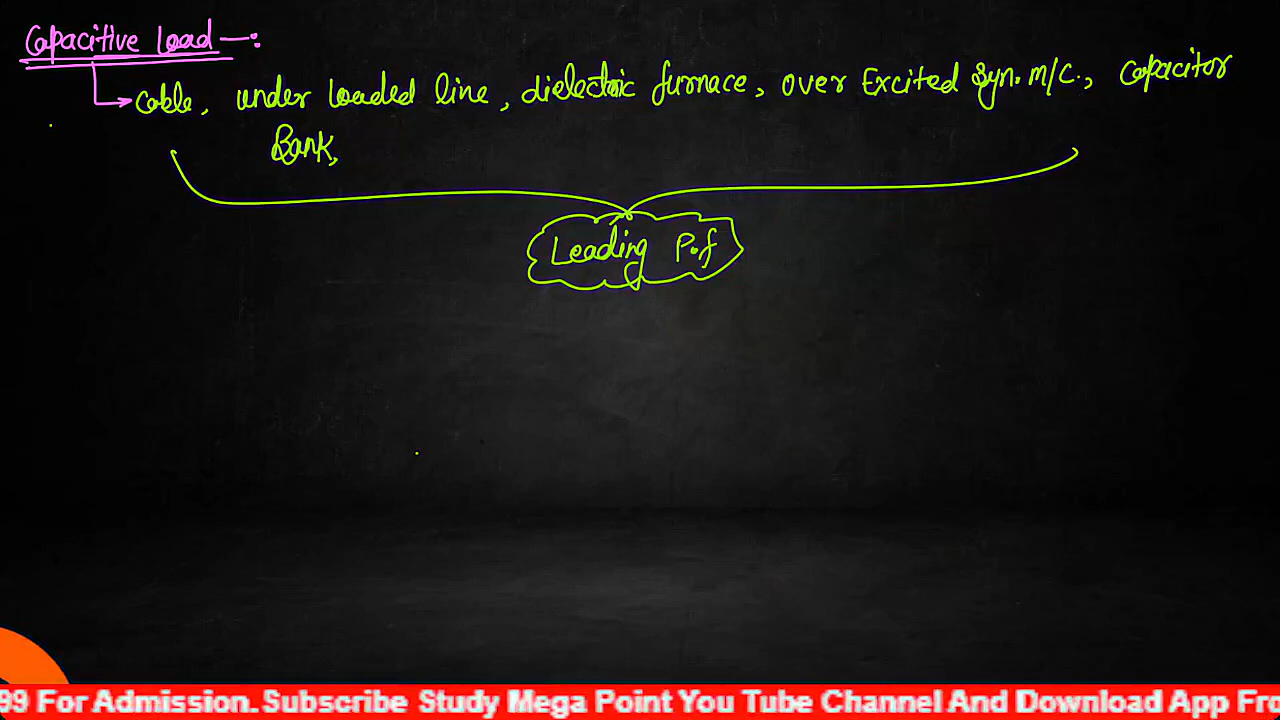 Capacitive Load :
Cable, under loaded line, dielectric furnace, over Excited Syn. M/C., Capacitor
Bank,
Leading P.f
99 For Admission. Subscribe Study Mega Point You Tube Channel And Download App Fro